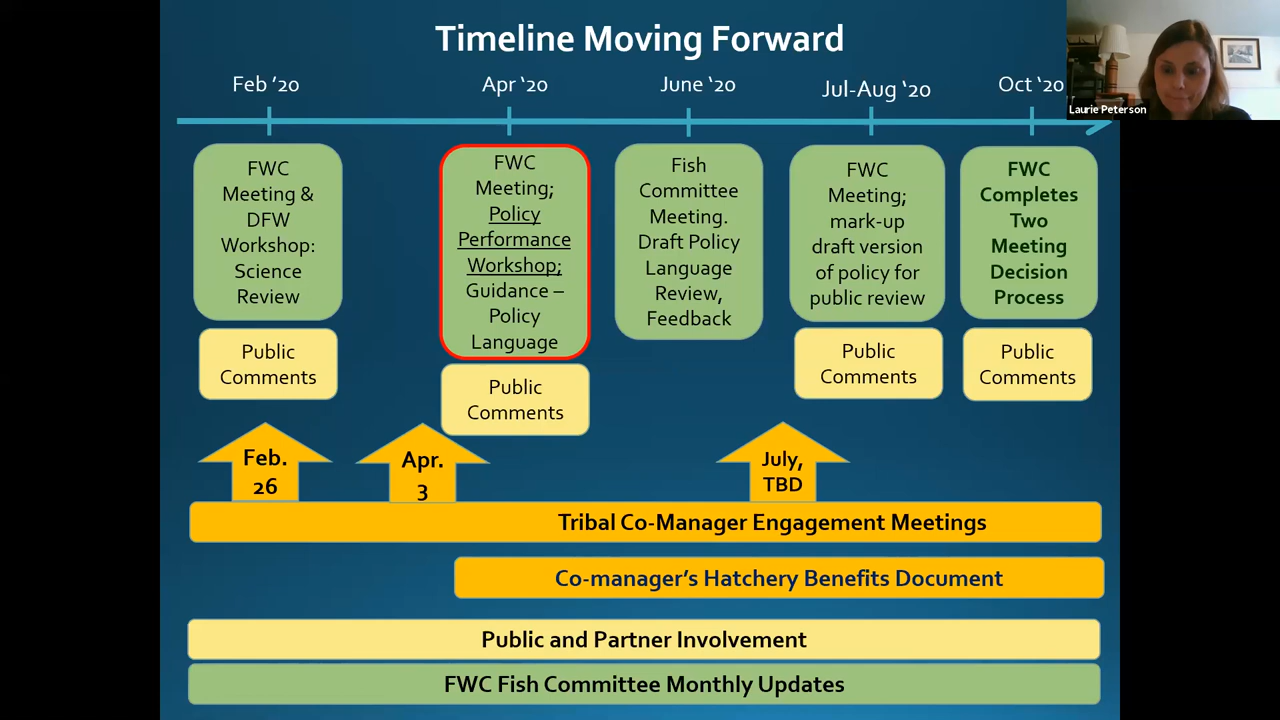 Timeline Moving Forward
Feb '20
Apr '20
June '20
Jul-Aug '20
Oct '20
Laurie Peterson
FWC
Meeting &
DFW
Workshop:
Science
Review
Public
Comments
FWC
Meeting;
Policy
Performance
Workshop;
Guidance –
Policy
Language
Public
Comments
Fish
Committee
Meeting.
Draft Policy
Language
Review,
Feedback
FWC
Meeting;
mark-up
draft version
of policy for
public review
Public
Comments
FWC
Completes
Two
Meeting
Decision
Process
Public
Comments
Feb.
26
Apr.
3
July,
TBD
Tribal Co-Manager Engagement Meetings
Co-manager's Hatchery Benefits Document
Public and Partner Involvement
FWC Fish Committee Monthly Updates